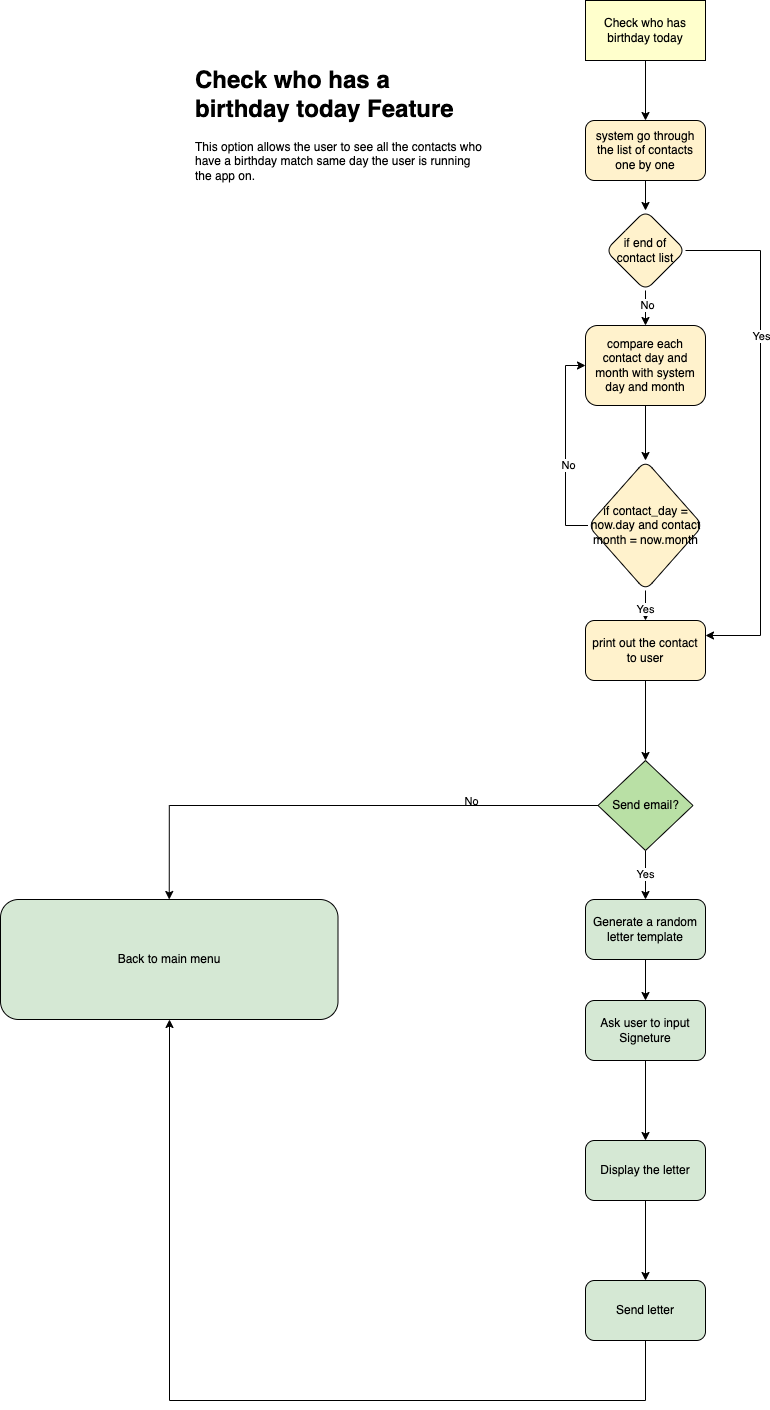 Check who has
birthday today
Check who has a
birthday today Feature
This option allows the user to see all the contacts who
have a birthday match same day the user is running
the app on.
system go through
the list of contacts
one by one
if end of
contact list
No
Yes
compare each
contact day and
month with system
day and month
No
if contact_day =
now.day and contact
month = now.month
Yes
print out the contact
to user
Send email?
No
Yes
Generate a random
letter template
Back to main menu
Ask user to input
Signeture
Display the letter
Send letter